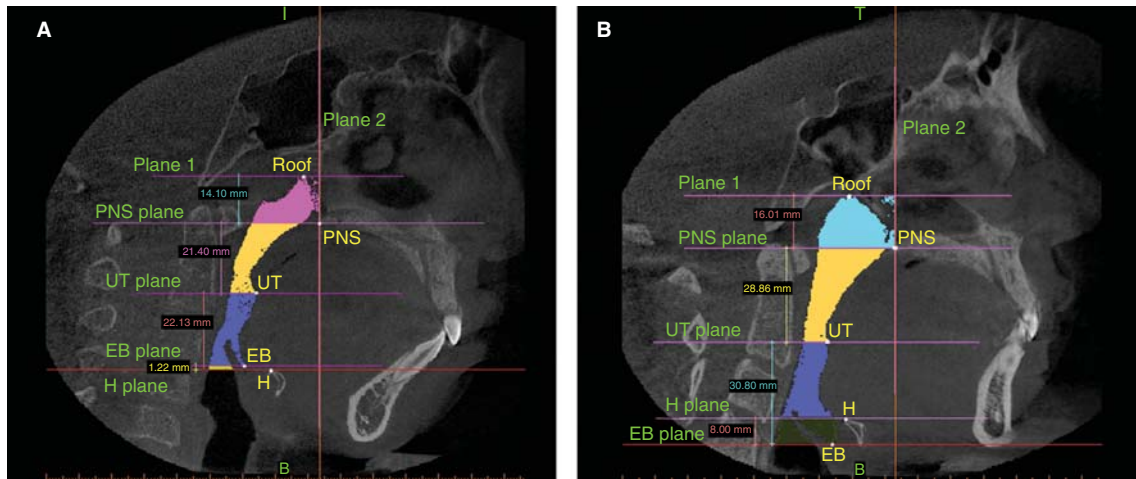 A
I
Plane 2
Plane 1
Roof
14.10 mm
PNS plane
PNS
21.40 mm
UT plane
UT
22.13 mm
EB plane
EB
1.22 mm
H
H plane
B
B
T
Plane 2
Plane 1
Roof
16.01 mm
PNS plane
PNS
28.86 mm
UT plane
UT
30.80 mm
H plane
H
8.00 mm
EB plane
EB
B